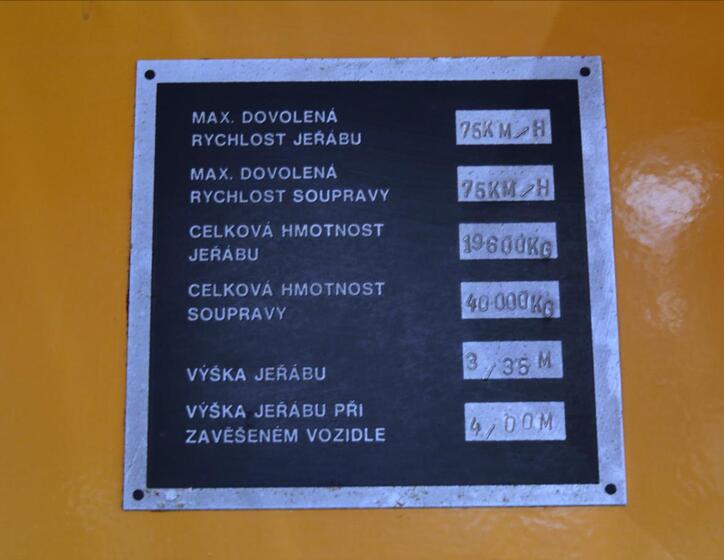 MAX. DOVOLENÁ
RYCHLOST JEŘÁBU 75KM/H
MAX. DOVOLENÁ
RYCHLOST SOUPRAVY 75KM/H
CELKOVÁ HMOTNOST
JEŘÁBU 19600KG
CELKOVÁ HMOTNOST
SOUPRAVY 40000KG
VÝŠKA JEŘÁBU 3/35 M
VÝŠKA JEŘÁBU PŘI
ZAVĚŠENÉM VOZIDLE 4/00M